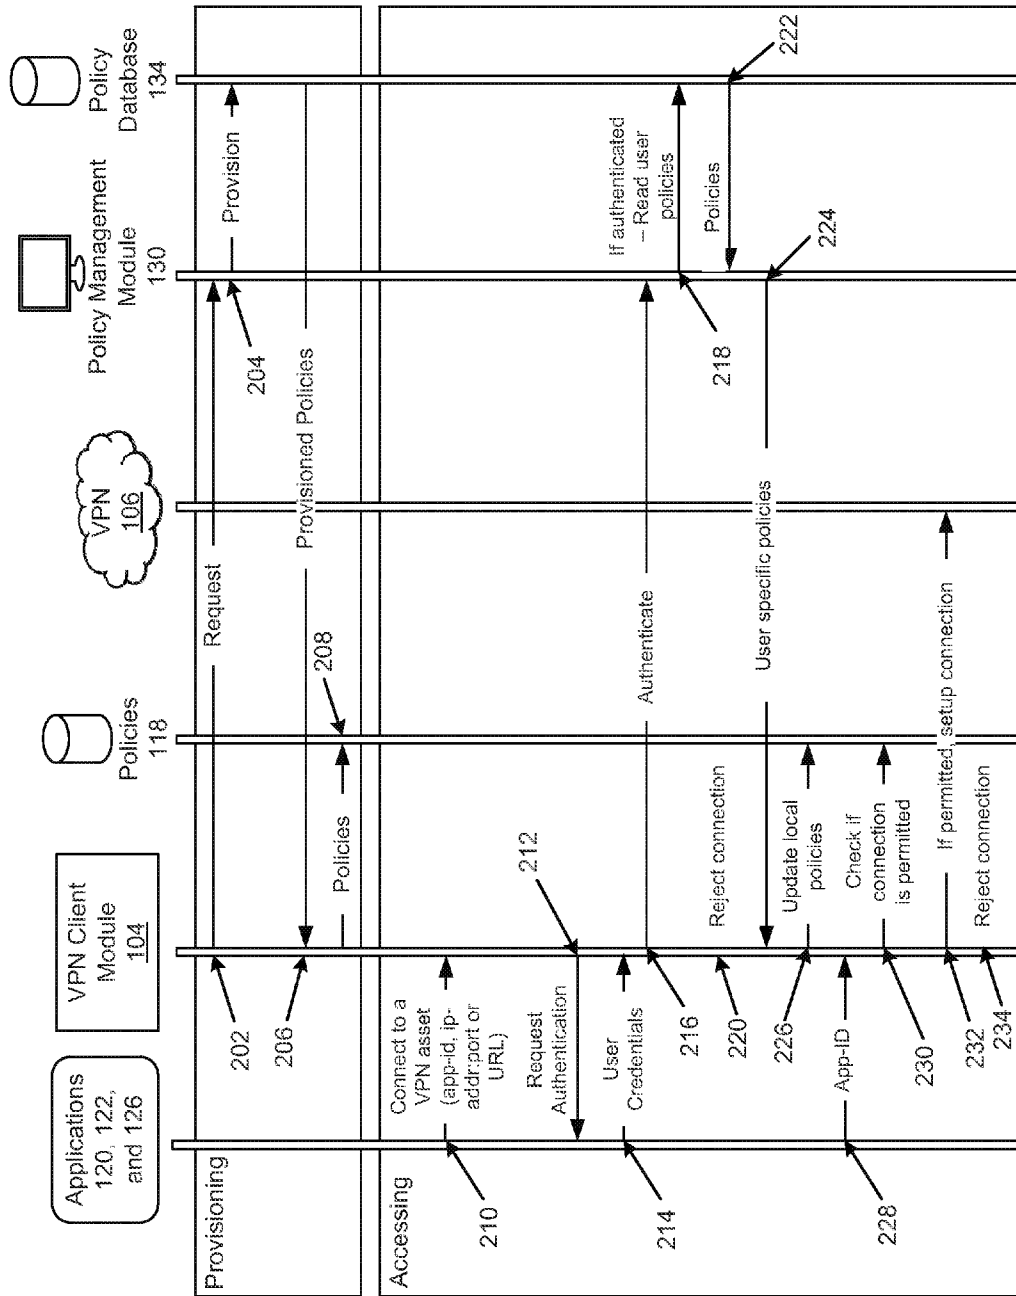 Applications
120, 122,
and 126
VPN Client
Module
104
Policies
118
VPN
106
Policy Management
Module
130
Policy
Database
134
Provisioning
202
Request
204
Provision
206
Provisioned Policies
Policies
208
Accessing
210
Connect to a
VPN asset
(app-id, ip-
addr:port or
URL)
212
Request
Authentication
214
User
Credentials
216
Authenticate
218
If authenticated
– Read user
policies
220
Reject connection
222
Policies
224
User specific policies
226
Update local
policies
228
App-ID
230
Check if
connection
is permitted
232
If permitted, setup connection
234
Reject connection